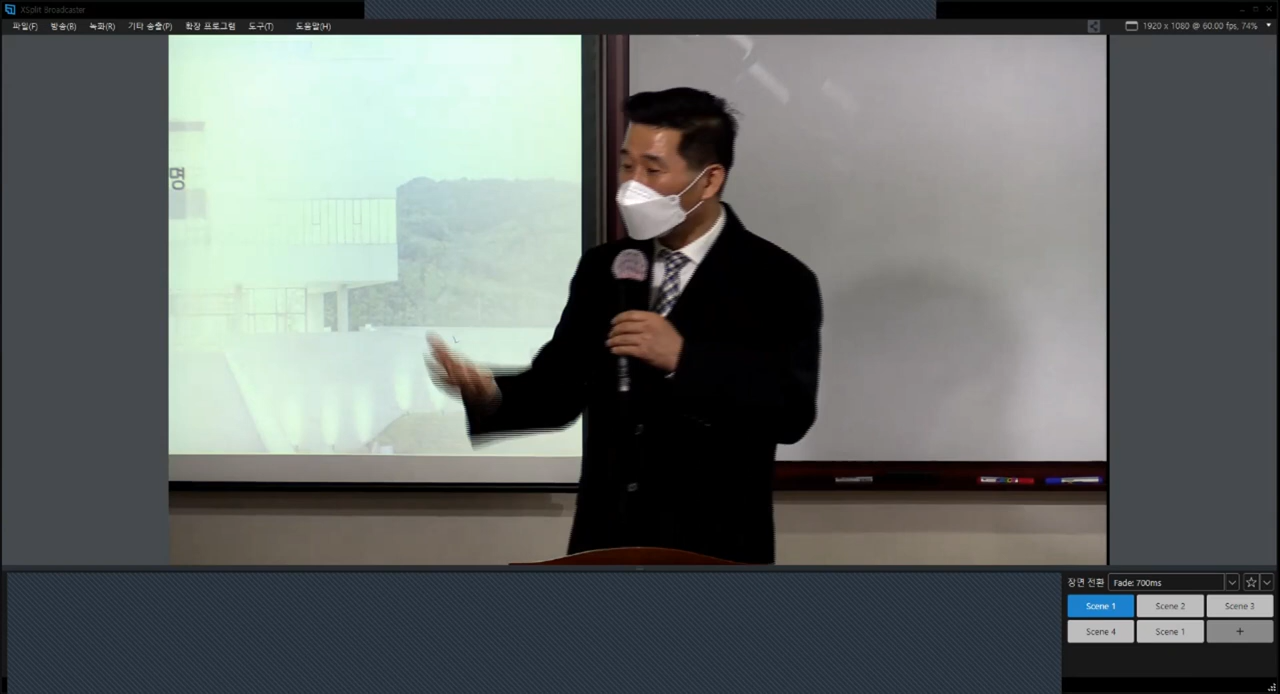 XSplit Broadcaster
파일(F) 방송(B) 녹화(R) 기타 송출(P) 확장 프로그램 도구(T) 도움말(H)
1920 x 1080 @ 60.00 fps, 74%
명
장면 전환 Fade: 700ms
Scene 1 Scene 2 Scene 3
Scene 4 Scene 1 +